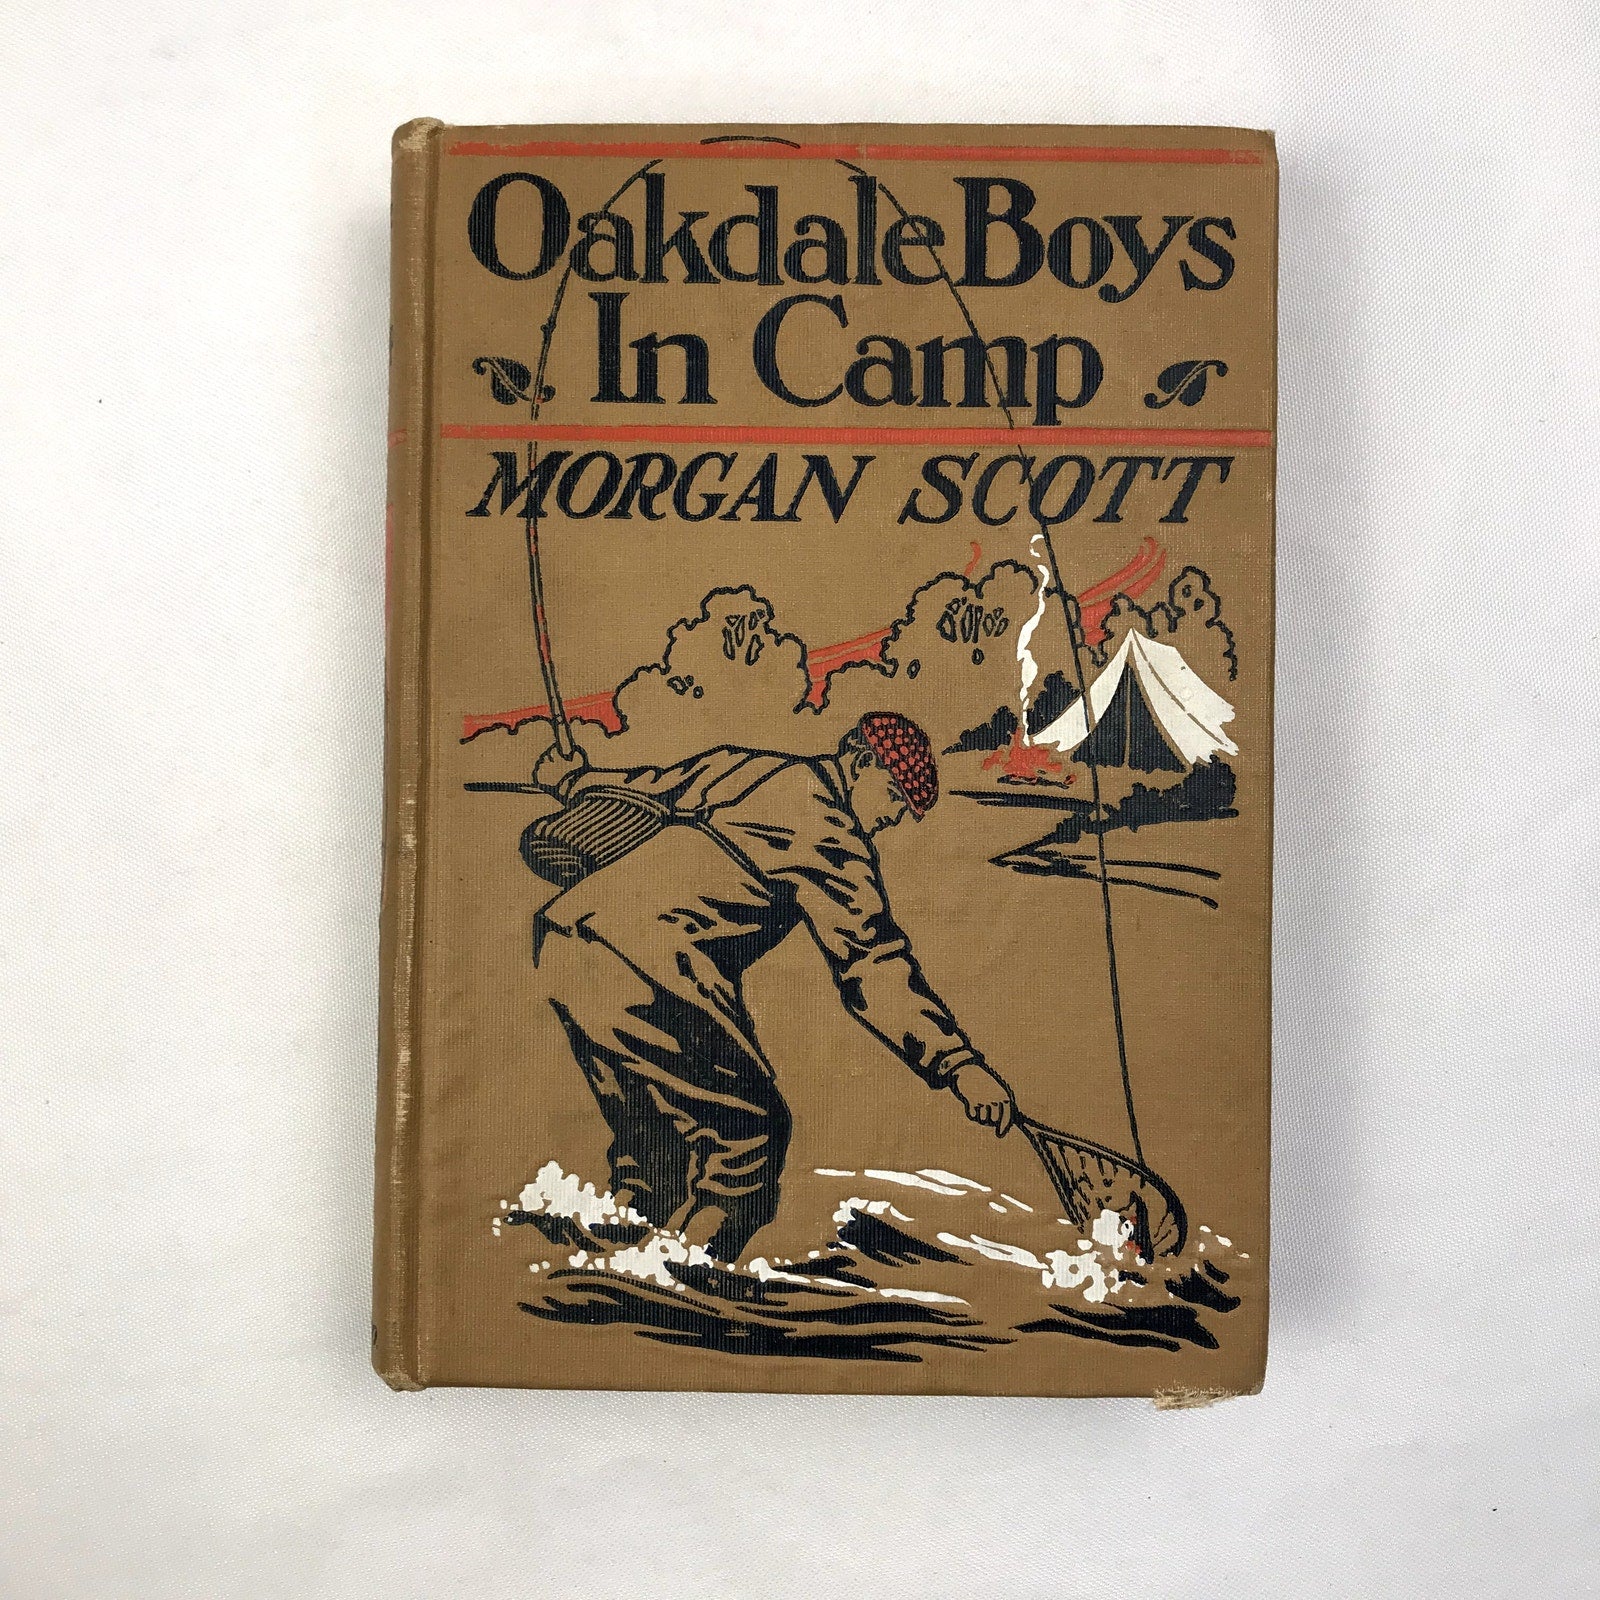 Oakdale Boys
In Camp
MORGAN SCOTT